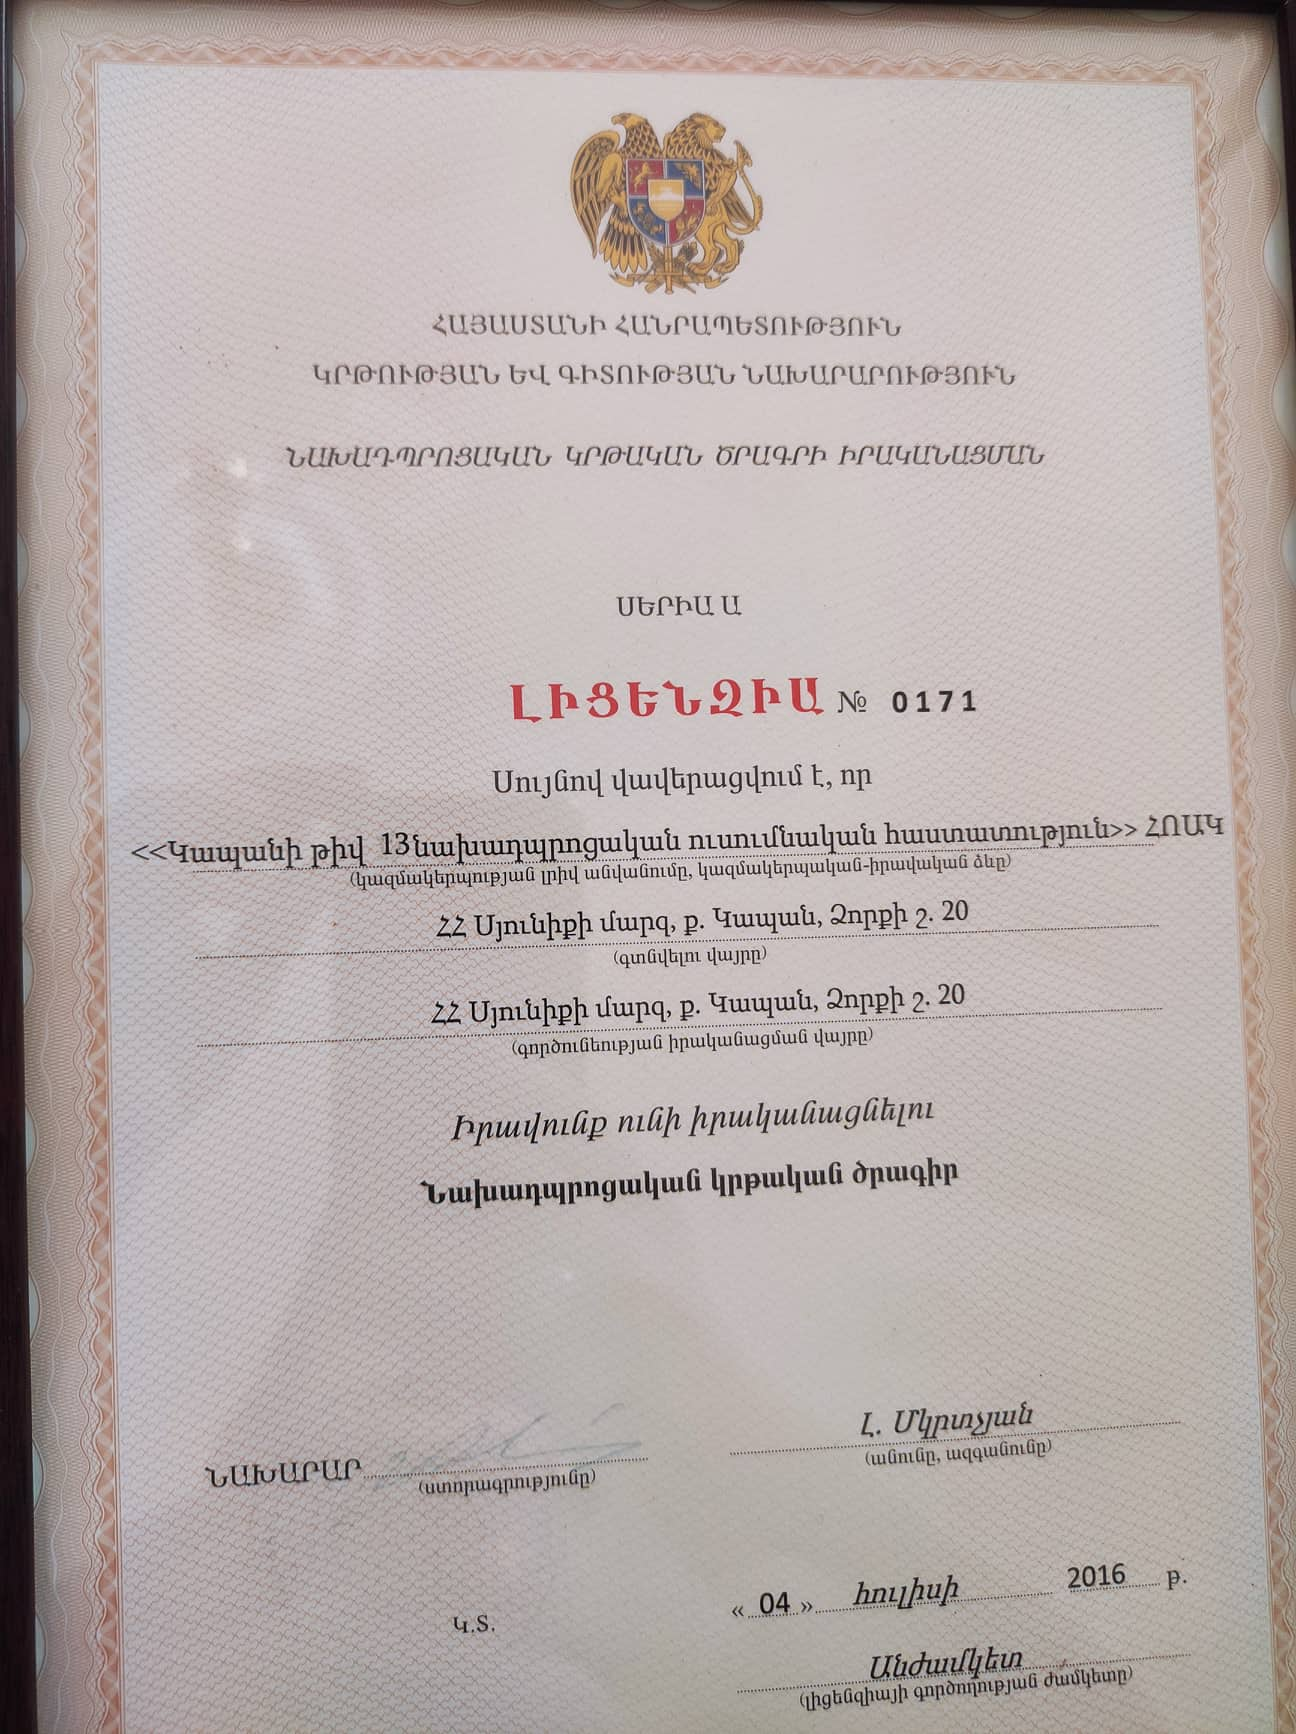 ՀԱՅԱՍՏԱՆԻ ՀԱՆՐԱՊԵՏՈՒԹՅՈՒՆ
ԿՐԹՈՒԹՅԱՆ ԵՎ ԳԻՏՈՒԹՅԱՆ ՆԱԽԱՐԱՐՈՒԹՅՈՒՆ
ՆԱԽԱԴՊՐՈՑԱԿԱՆ ԿՐԹԱԿԱՆ ԾՐԱԳՐԻ ԻՐԱԿԱՆԱՑՄԱՆ
ՍԵՐԻԱ Ա
ԼԻՑԵՆԶԻԱ № 0171
Սույնով վավերացվում է, որ
<<Կապանի թիվ 13նախադպրոցական ուսումնական հաստատություն>> ՀՈԱԿ
(կազմակերպության լրիվ անվանումը, կազմակերպական-իրավական ձևը)
ՀՀ Սյունիքի մարզ, ք. Կապան, Ձորքի շ. 20
(գտնվելու վայրը)
ՀՀ Սյունիքի մարզ, ք. Կապան, Ձորքի շ. 20
(գործունեության իրականացման վայրը)
Իրավունք ունի իրականացնելու
Նախադպրոցական կրթական ծրագիր
Լ. Մկրտչյան
(անունը, ազգանունը)
ՆԱԽԱՐԱՐ
(ստորագրությունը)
« 04 » հուլիսի 2016 թ.
Կ.Տ.
Անժամկետ
(լիցենզիայի գործողության ժամկետը)